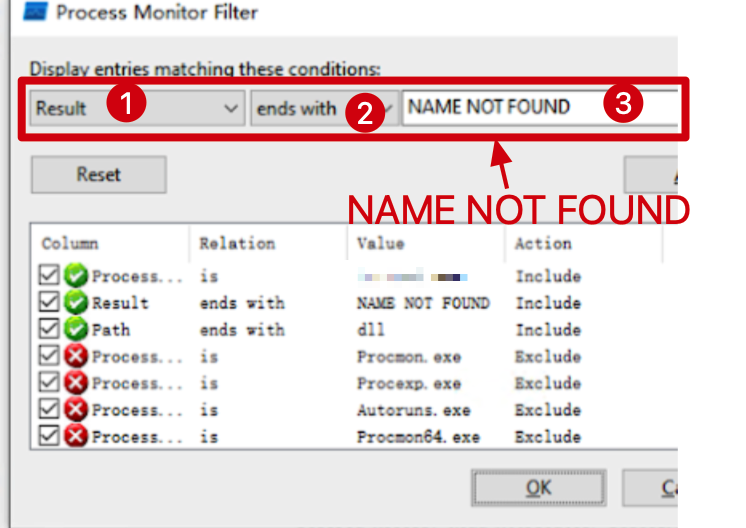 Process Monitor Filter
Display entries matching these conditions:
Result 1 ends with 2 NAME NOT FOUND 3
Reset
NAME NOT FOUND
Column Relation Value Action
Process... is Include
Result ends with NAME NOT FOUND Include
Path ends with dll Include
Process... is Procmon.exe Exclude
Process... is Procexp.exe Exclude
Process... is Autoruns.exe Exclude
Process... is Procmon64.exe Exclude
OK